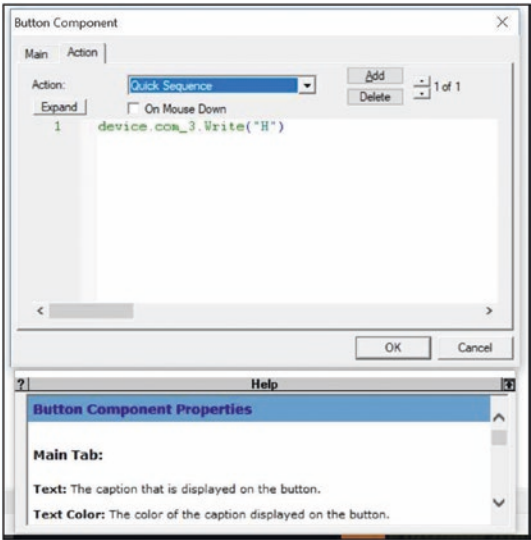 Button Component
Main Action
Action: Quick Sequence Add 1 of 1
Expand On Mouse Down Delete
1 device.com_3.Write("H")
OK Cancel
? Help
Button Component Properties
Main Tab:
Text: The caption that is displayed on the button.
Text Color: The color of the caption displayed on the button.